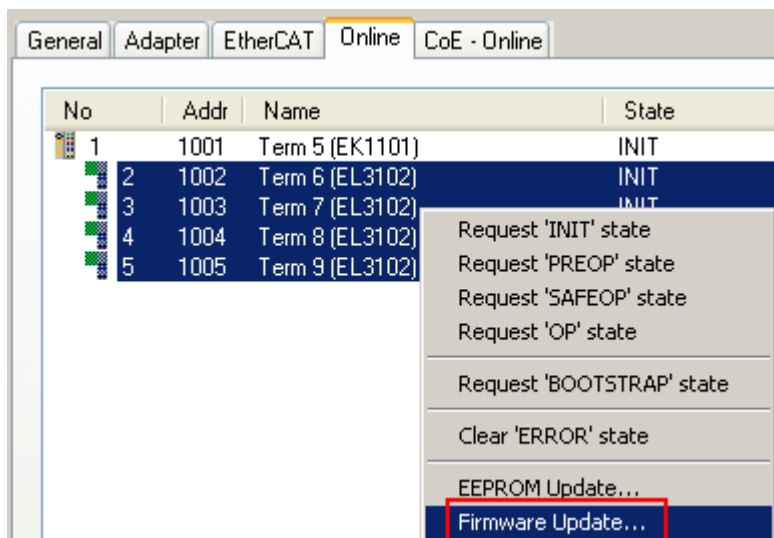 General Adapter EtherCAT Online CoE - Online
No Addr Name State
1 1001 Term 5 (EK1101) INIT
2 1002 Term 6 (EL3102) INIT
3 1003 Term 7 (EL3102) INIT
4 1004 Term 8 (EL3102)
5 1005 Term 9 (EL3102)
Request 'INIT' state
Request 'PREOP' state
Request 'SAFEOP' state
Request 'OP' state
Request 'BOOTSTRAP' state
Clear 'ERROR' state
EEPROM Update...
Firmware Update...